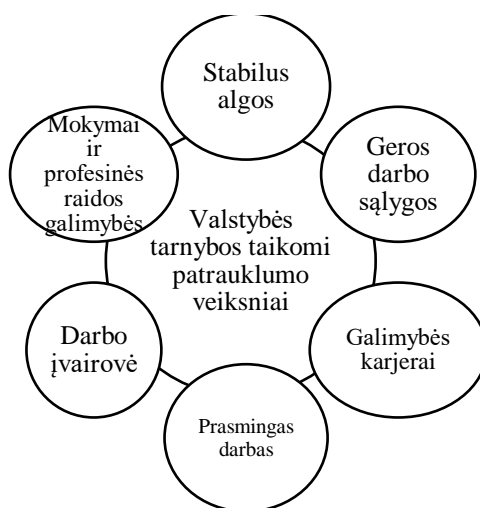 Stabilus
algos
Geros
darbo
sąlygos
Galimybės
karjerai
Prasmingas
darbas
Darbo
įvairovė
Mokymai
ir
profesinės
raidos
galimybės
Valstybės
tarnybos taikomi
patrauklumo
veiksniai